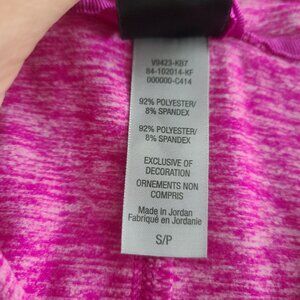 V9423-KB7
84-102014-KF
000000-C414
92% POLYESTER/
8% SPANDEX
92% POLYESTER/
8% SPANDEX
EXCLUSIVE OF
DECORATION
ORNEMENTS NON
COMPRIS
Made in Jordan
Fabriqué en Jordanie
S/P